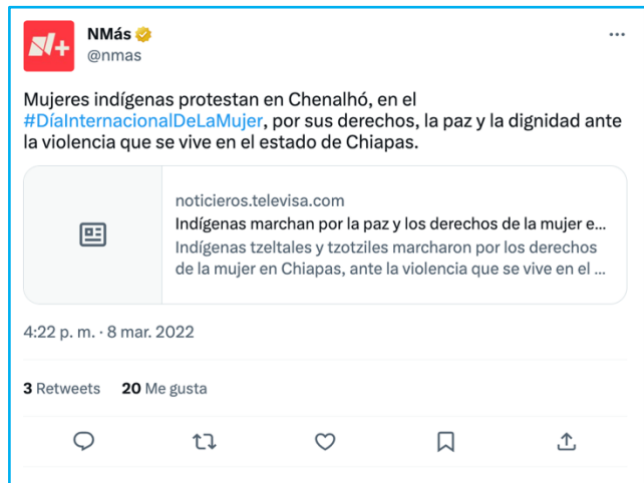 NMás
@nmas
Mujeres indígenas protestan en Chenalhó, en el
#DíaInternacionalDeLaMujer, por sus derechos, la paz y la dignidad ante
la violencia que se vive en el estado de Chiapas.
noticieros.televisa.com
Indígenas marchan por la paz y los derechos de la mujer e...
Indígenas tzeltales y tzotziles marcharon por los derechos
de la mujer en Chiapas, ante la violencia que se vive en el ...
4:22 p. m. · 8 mar. 2022
3 Retweets 20 Me gusta